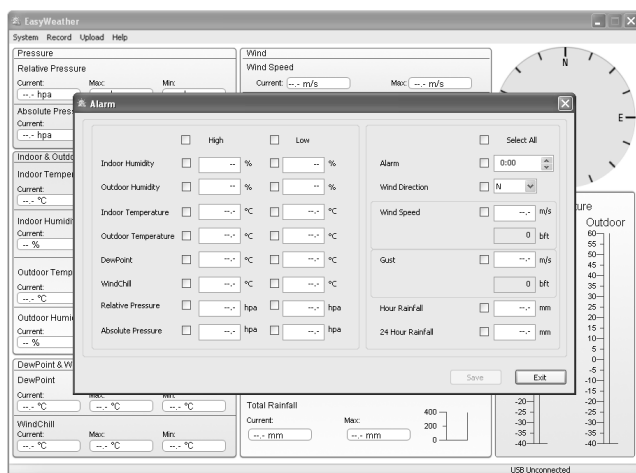 EasyWeather
System Record Upload Help
Pressure
Relative Pressure
Current: Max: Min:
--.- hpa
Absolute Pres
Current:
--.- hpa
Wind
Wind Speed
Current: --.- m/s Max: --.- m/s
N
E
Alarm
High Low
Indoor Humidity -- % -- %
Outdoor Humidity -- % -- %
Indoor Temperature --.- °C --.- °C
Outdoor Temperature --.- °C --.- °C
DewPoint --.- °C --.- °C
WindChill --.- °C --.- °C
Relative Pressure --.- hpa --.- hpa
Absolute Pressure --.- hpa --.- hpa
Select All
Alarm 0:00
Wind Direction N
Wind Speed --.- m/s
0 bft
Gust --.- m/s
0 bft
Hour Rainfall --.- mm
24 Hour Rainfall --.- mm
Save Exit
Indoor & Outdo
Indoor Temper
Current:
--.- °C
Indoor Humidi
Current:
-- %
Outdoor Temp
Current:
--.- °C
Outdoor Humi
Current:
-- %
DewPoint & W
DewPoint
Current: Max: Min:
--.- °C --.- °C --.- °C
WindChill
Current: Max: Min:
--.- °C --.- °C --.- °C
Total Rainfall
Current: Max:
--.- mm --.- mm
400
200
0
ture
Outdoor
60
55
50
45
40
35
30
25
20
15
10
5
0
-5
-10
-15
-20 -20
-25 -25
-30 -30
-35 -35
-40 -40
USB Unconnected